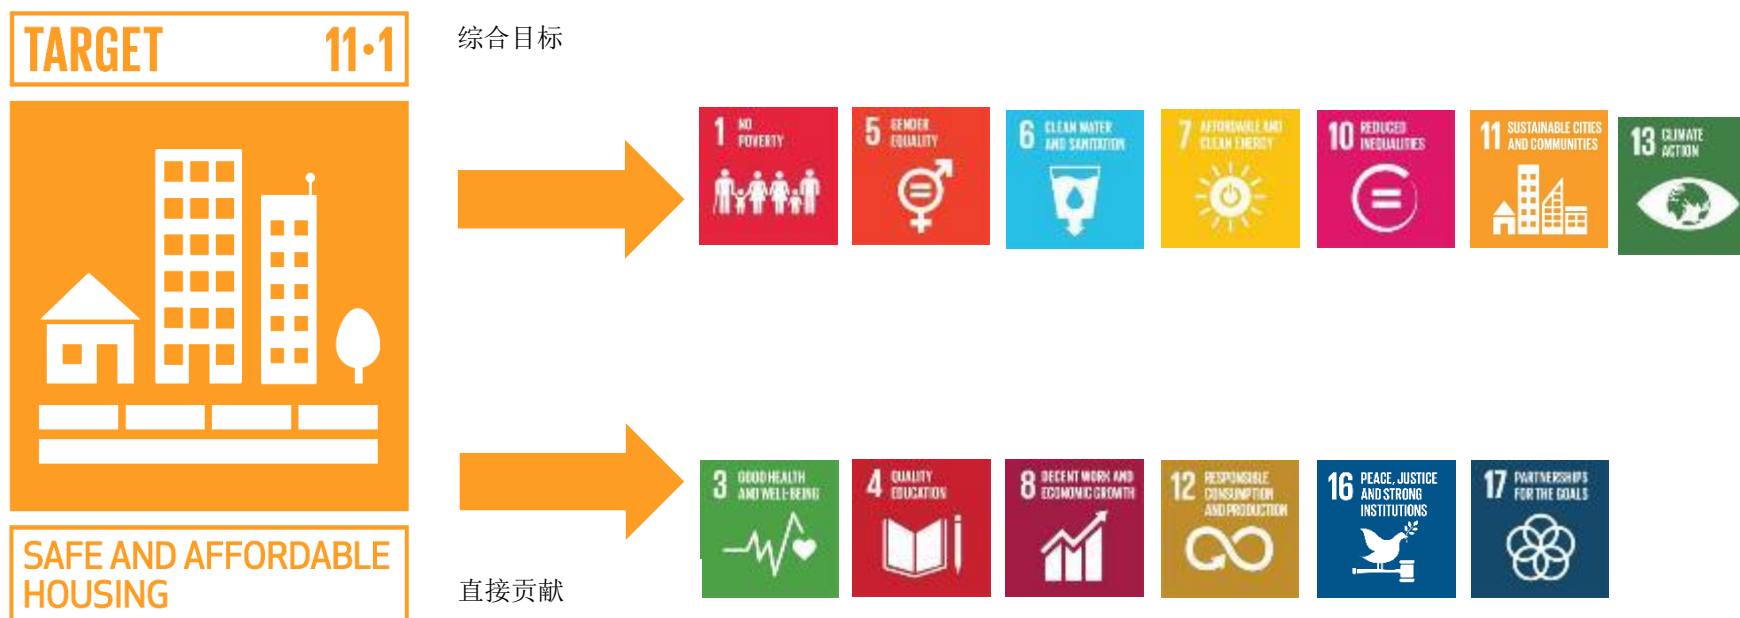 TARGET 11·1
SAFE AND AFFORDABLE
HOUSING
综合目标
1 NO
POVERTY
5 GENDER
EQUALITY
6 CLEAN WATER
AND SANITATION
7 AFFORDABLE AND
CLEAN ENERGY
10 REDUCED
INEQUALITIES
11 SUSTAINABLE CITIES
AND COMMUNITIES
13 CLIMATE
ACTION
直接贡献
3 GOOD HEALTH
AND WELL-BEING
4 QUALITY
EDUCATION
8 DECENT WORK AND
ECONOMIC GROWTH
12 RESPONSIBLE
CONSUMPTION
AND PRODUCTION
16 PEACE, JUSTICE
AND STRONG
INSTITUTIONS
17 PARTNERSHIPS
FOR THE GOALS